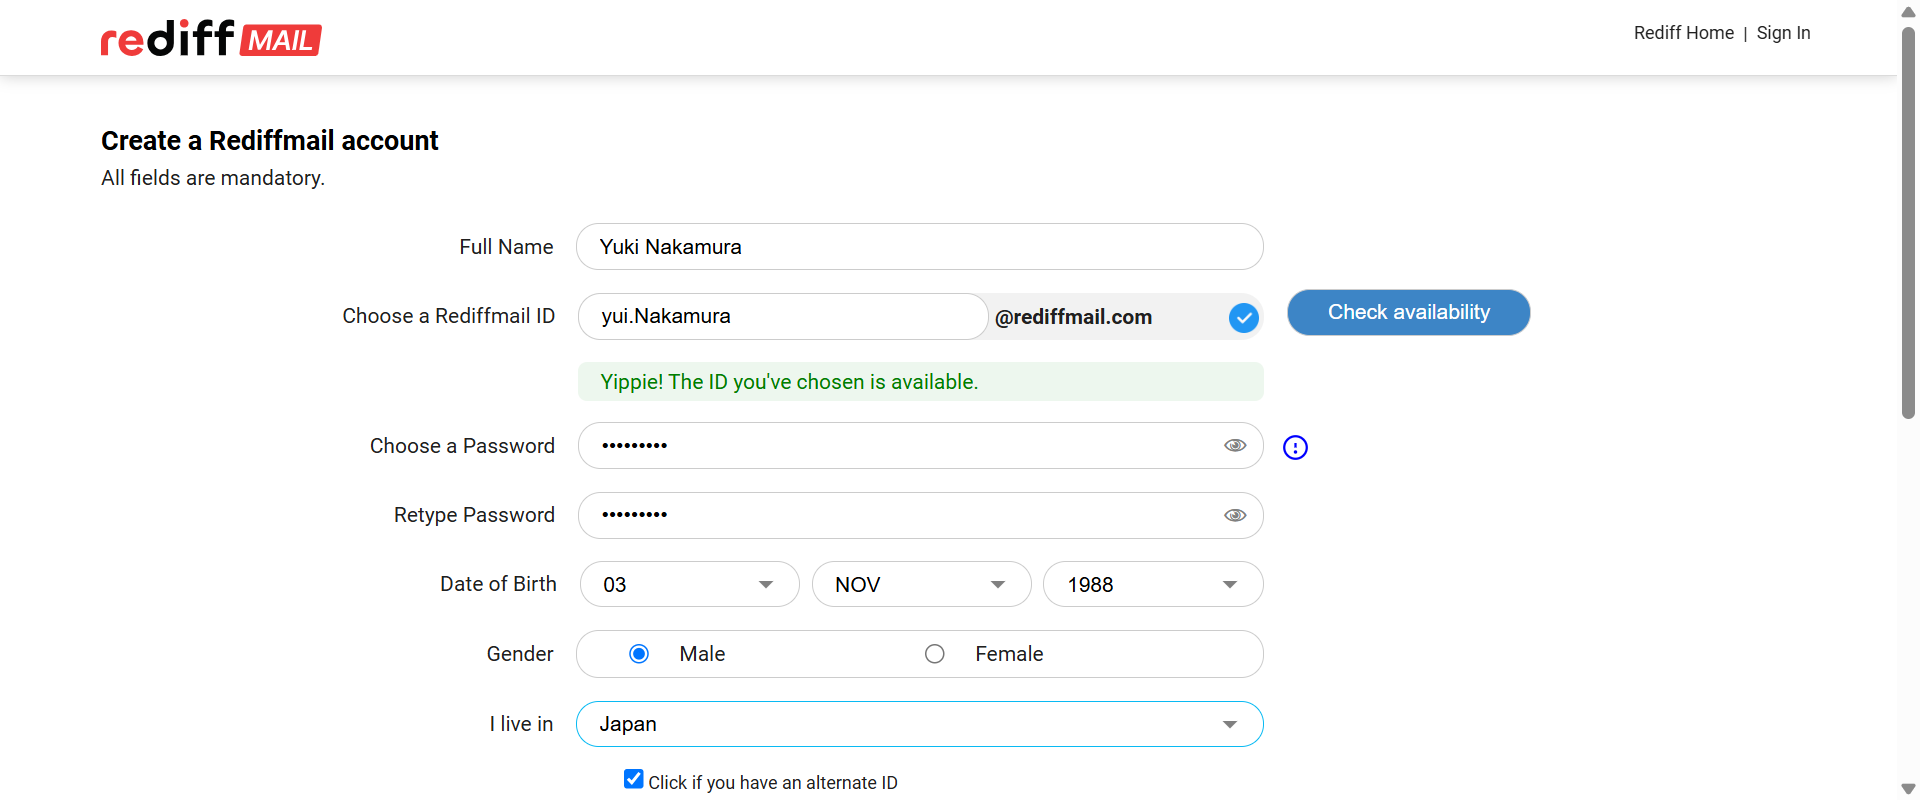 rediff MAIL
Rediff Home | Sign In
Create a Rediffmail account
All fields are mandatory.
Full Name Yuki Nakamura
Choose a Rediffmail ID yui.Nakamura @rediffmail.com Check availability
Yippie! The ID you've chosen is available.
Choose a Password •••••••••
Retype Password •••••••••
Date of Birth 03 NOV 1988
Gender Male Female
I live in Japan
Click if you have an alternate ID